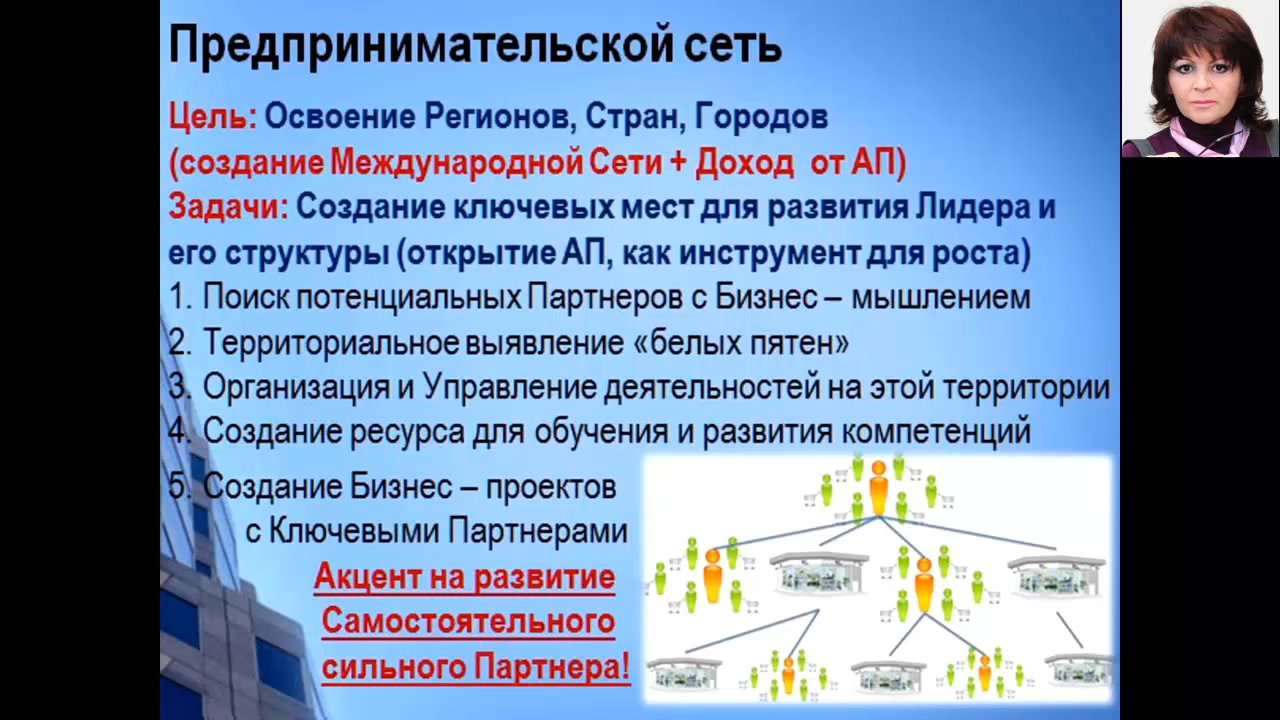 Предпринимательской сеть
Цель: Освоение Регионов, Стран, Городов
(создание Международной Сети + Доход от АП)
Задачи: Создание ключевых мест для развития Лидера и
его структуры (открытие АП, как инструмент для роста)
1. Поиск потенциальных Партнеров с Бизнес – мышлением
2. Территориальное выявление «белых пятен»
3. Организация и Управление деятельностей на этой территории
4. Создание ресурса для обучения и развития компетенций
5. Создание Бизнес – проектов
с Ключевыми Партнерами
Акцент на развитие
Самостоятельного
сильного Партнера!